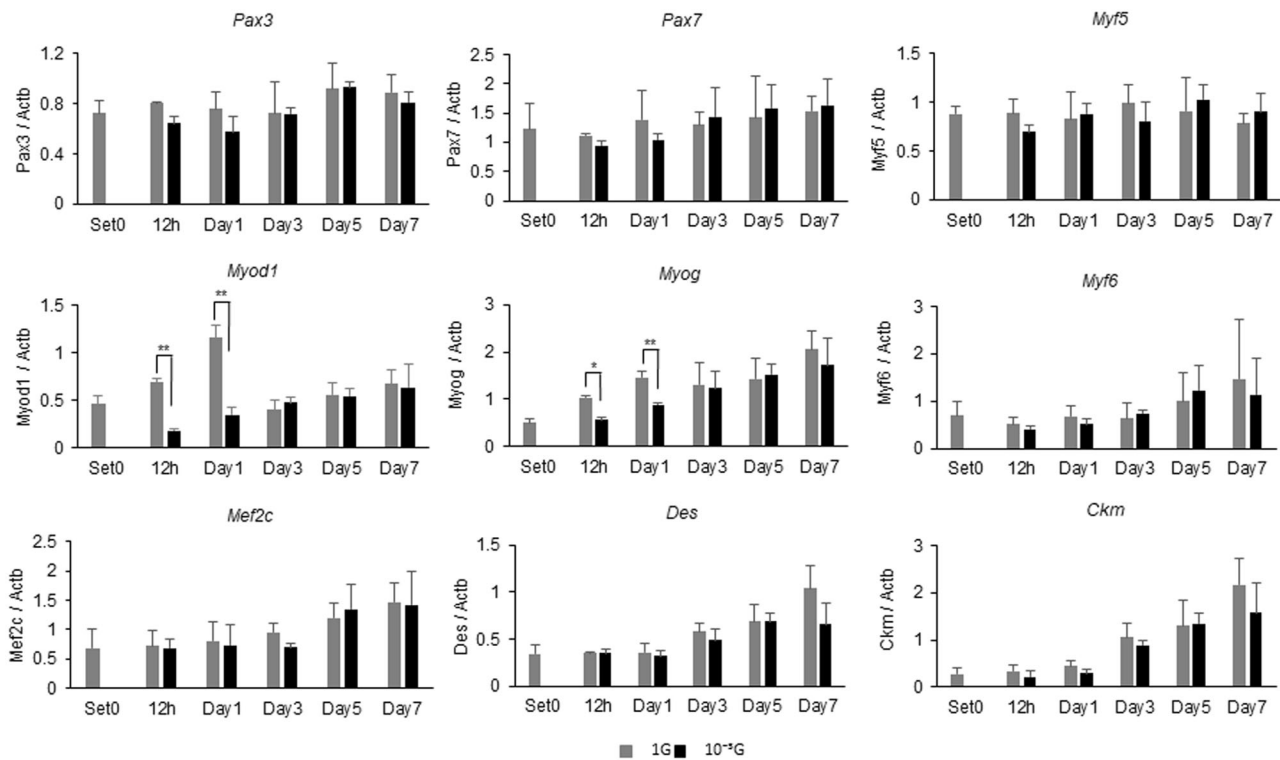 Pax3
Pax3 / Actb
1.2
0.8
0.4
0
Set0 12h Day1 Day3 Day5 Day7
Pax7
Pax7 / Actb
2.5
2
1.5
1
0.5
0
Set0 12h Day1 Day3 Day5 Day7
Myf5
Myf5 / Actb
1.5
1
0.5
0
Set0 12h Day1 Day3 Day5 Day7
Myod1
Myod1 / Actb
1.5
1
0.5
0
**
**
Set0 12h Day1 Day3 Day5 Day7
Myog
Myog / Actb
3
2
1
0
*
**
Set0 12h Day1 Day3 Day5 Day7
Myf6
Myf6 / Actb
3
2
1
0
Set0 12h Day1 Day3 Day5 Day7
Mef2c
Mef2c / Actb
2.5
2
1.5
1
0.5
0
Set0 12h Day1 Day3 Day5 Day7
Des
Des / Actb
1.5
1
0.5
0
Set0 12h Day1 Day3 Day5 Day7
Ckm
Ckm / Actb
3
2
1
0
Set0 12h Day1 Day3 Day5 Day7
1G 10⁻³G